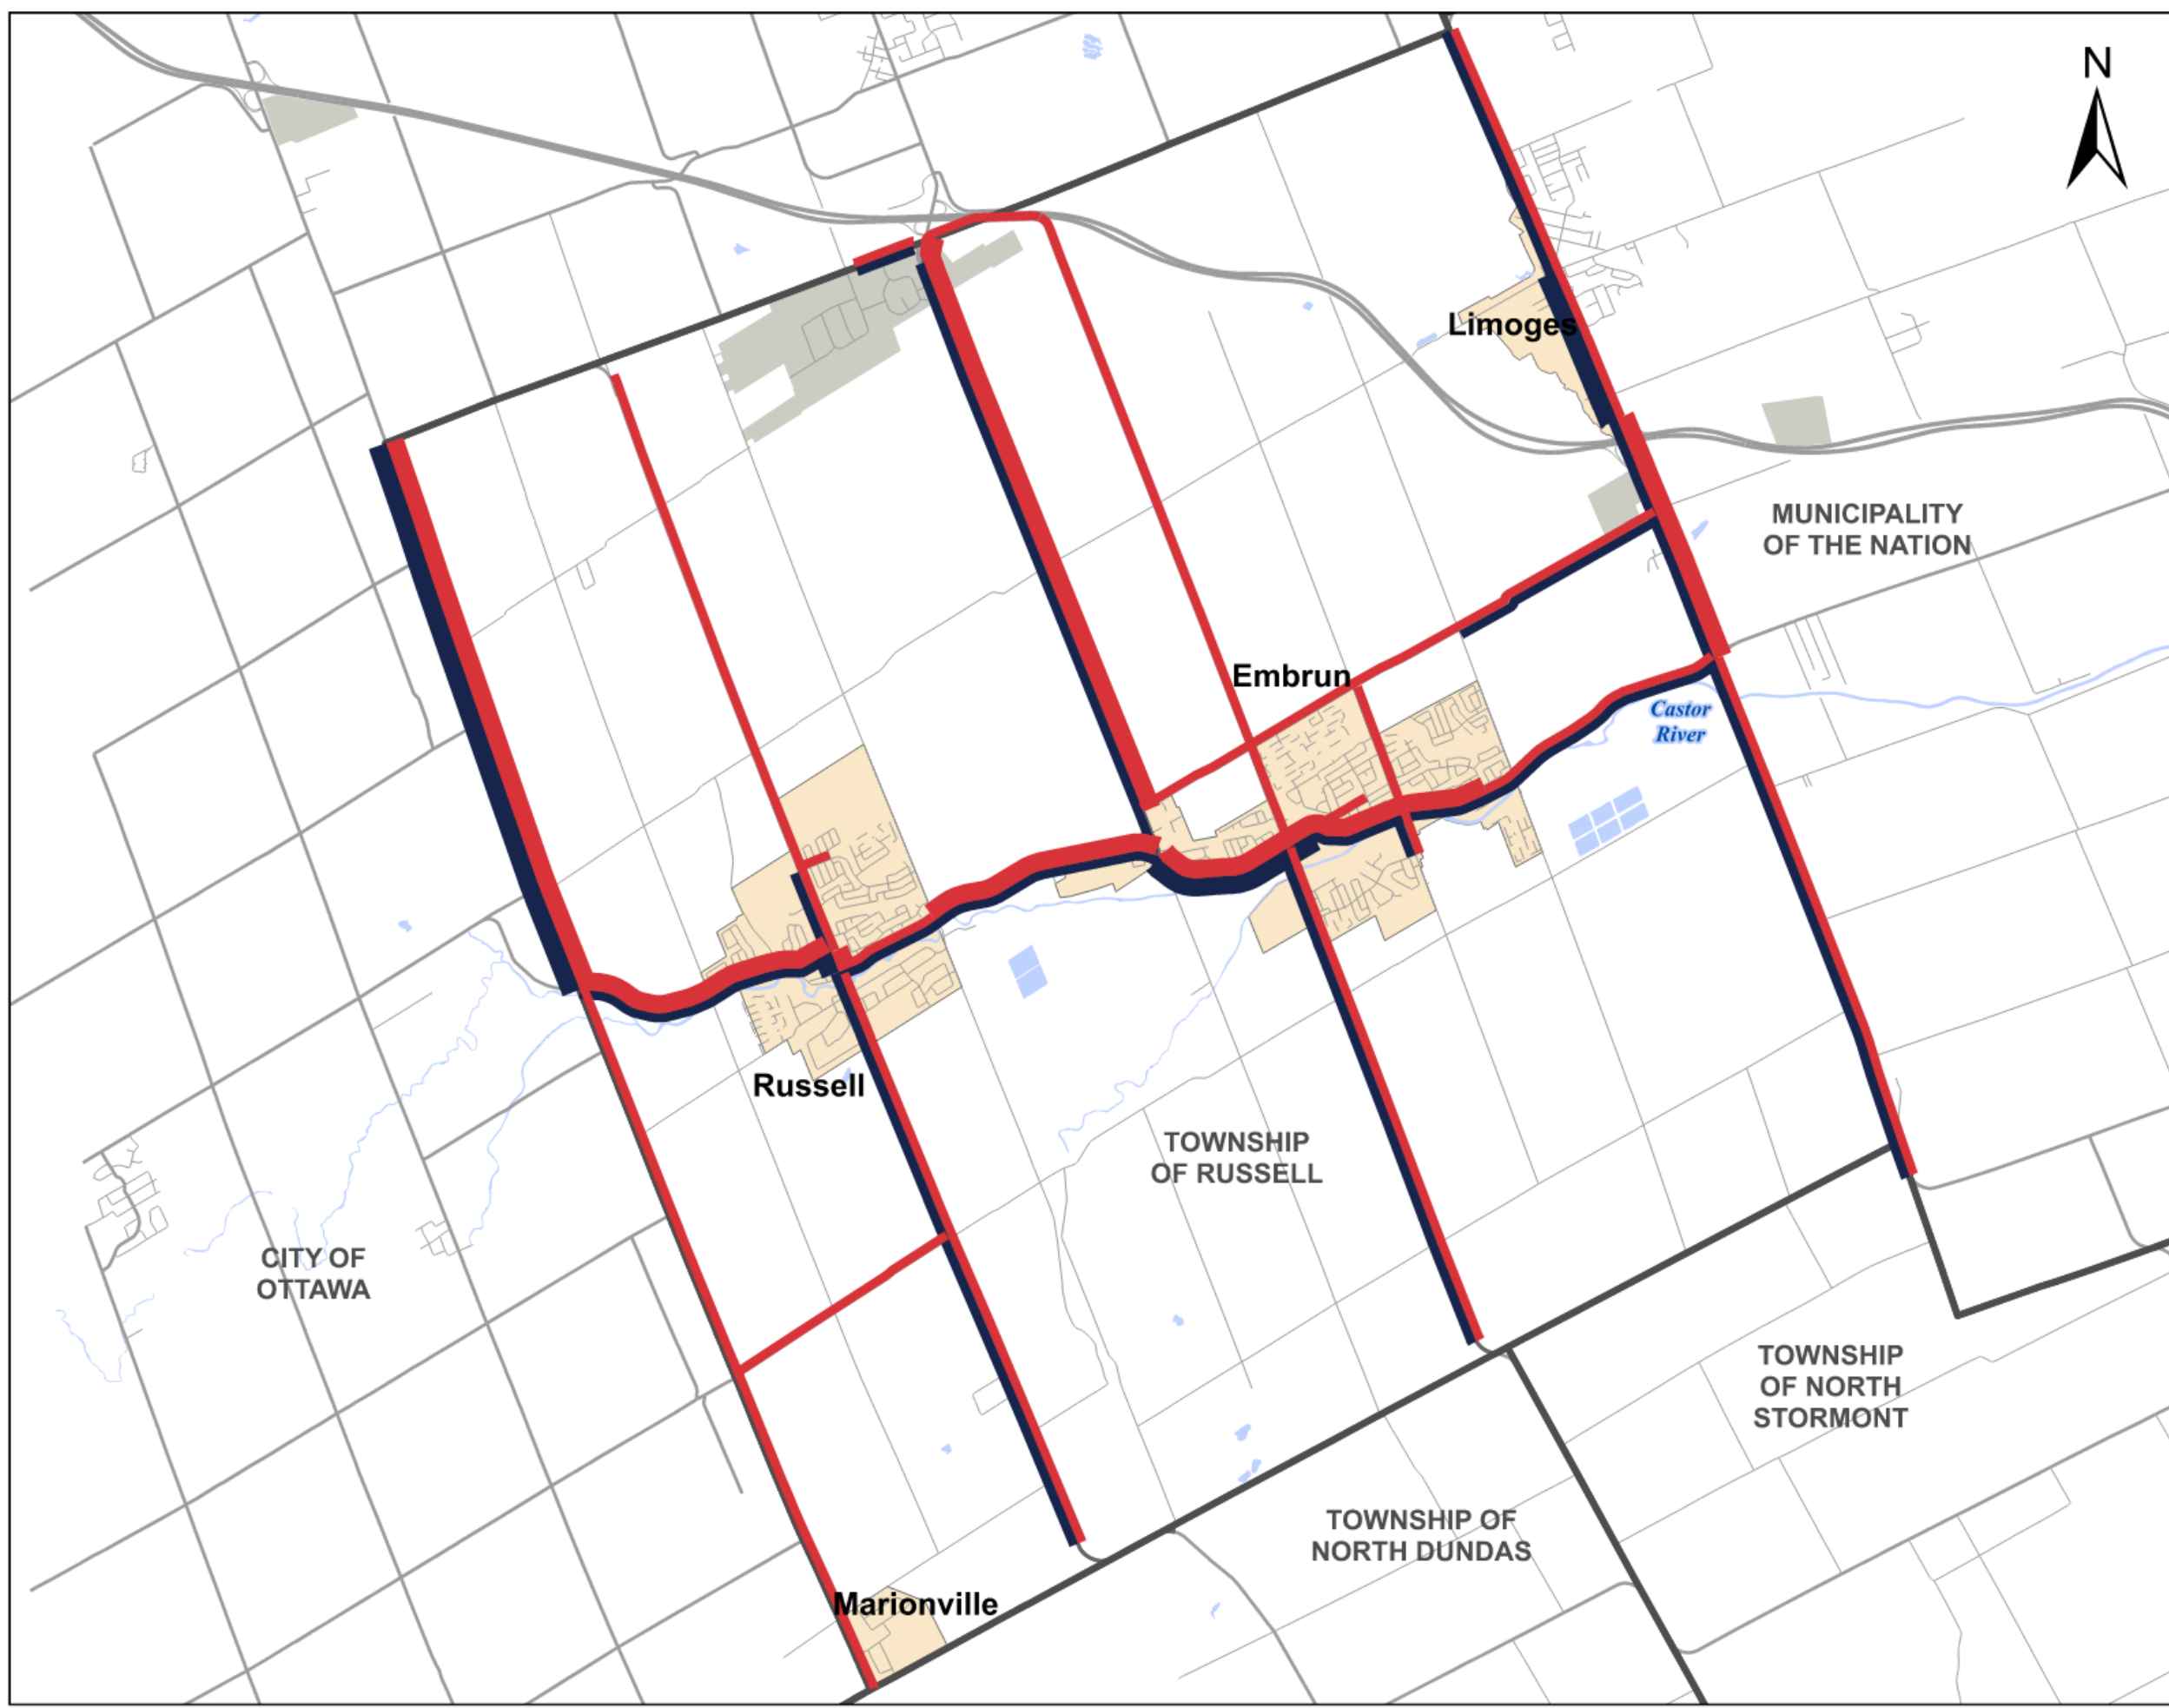 N
Limoges
MUNICIPALITY
OF THE NATION
Embrun
Castor
River
Russell
TOWNSHIP
OF RUSSELL
CITY OF
OTTAWA
TOWNSHIP
OF NORTH
STORMONT
TOWNSHIP OF
NORTH DUNDAS
Marionville